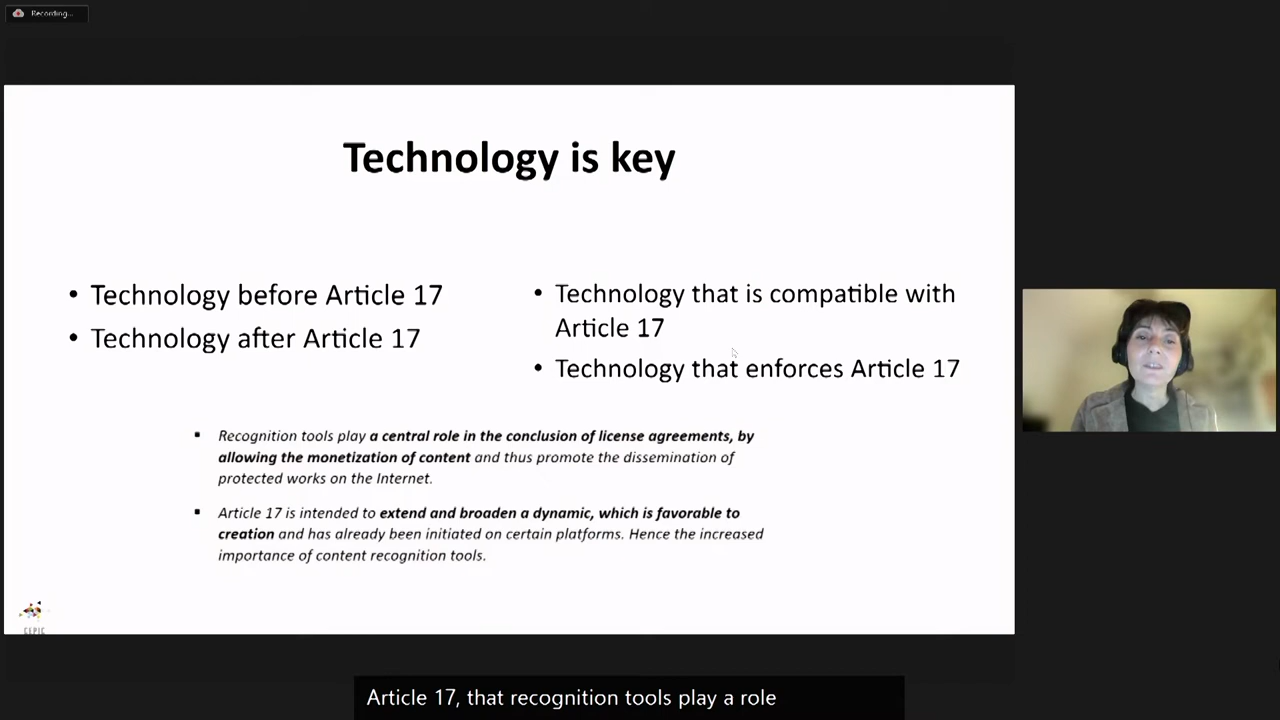 Recording...
Technology is key
• Technology before Article 17
• Technology after Article 17
• Technology that is compatible with
Article 17
• Technology that enforces Article 17
▪ Recognition tools play a central role in the conclusion of license agreements, by
allowing the monetization of content and thus promote the dissemination of
protected works on the Internet.
▪ Article 17 is intended to extend and broaden a dynamic, which is favorable to
creation and has already been initiated on certain platforms. Hence the increased
importance of content recognition tools.
CEPIC
Article 17, that recognition tools play a role